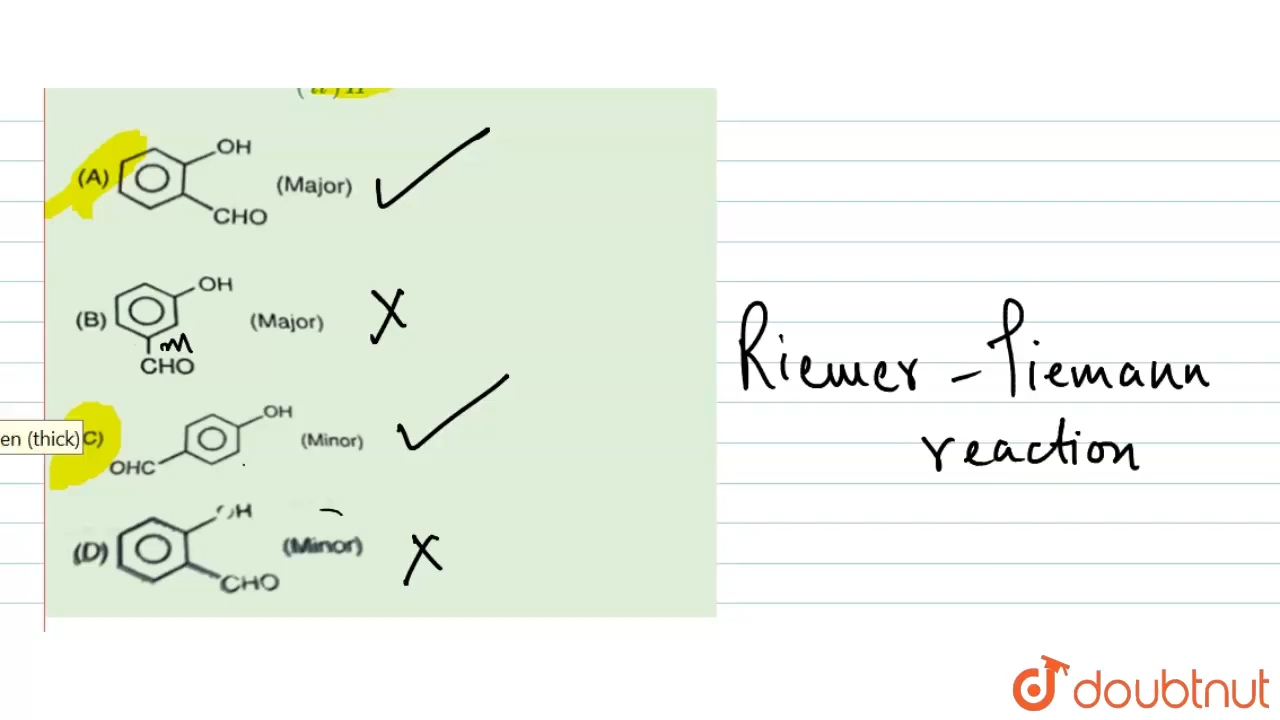 (A)
OH
(Major)
CHO
(B)
OH
(Major)
M
CHO
Riemer - Tiemann
reaction
en (thick)
C)
OH
(Minor)
OHC
(D)
OH
(Minor)
CHO
doubtnut